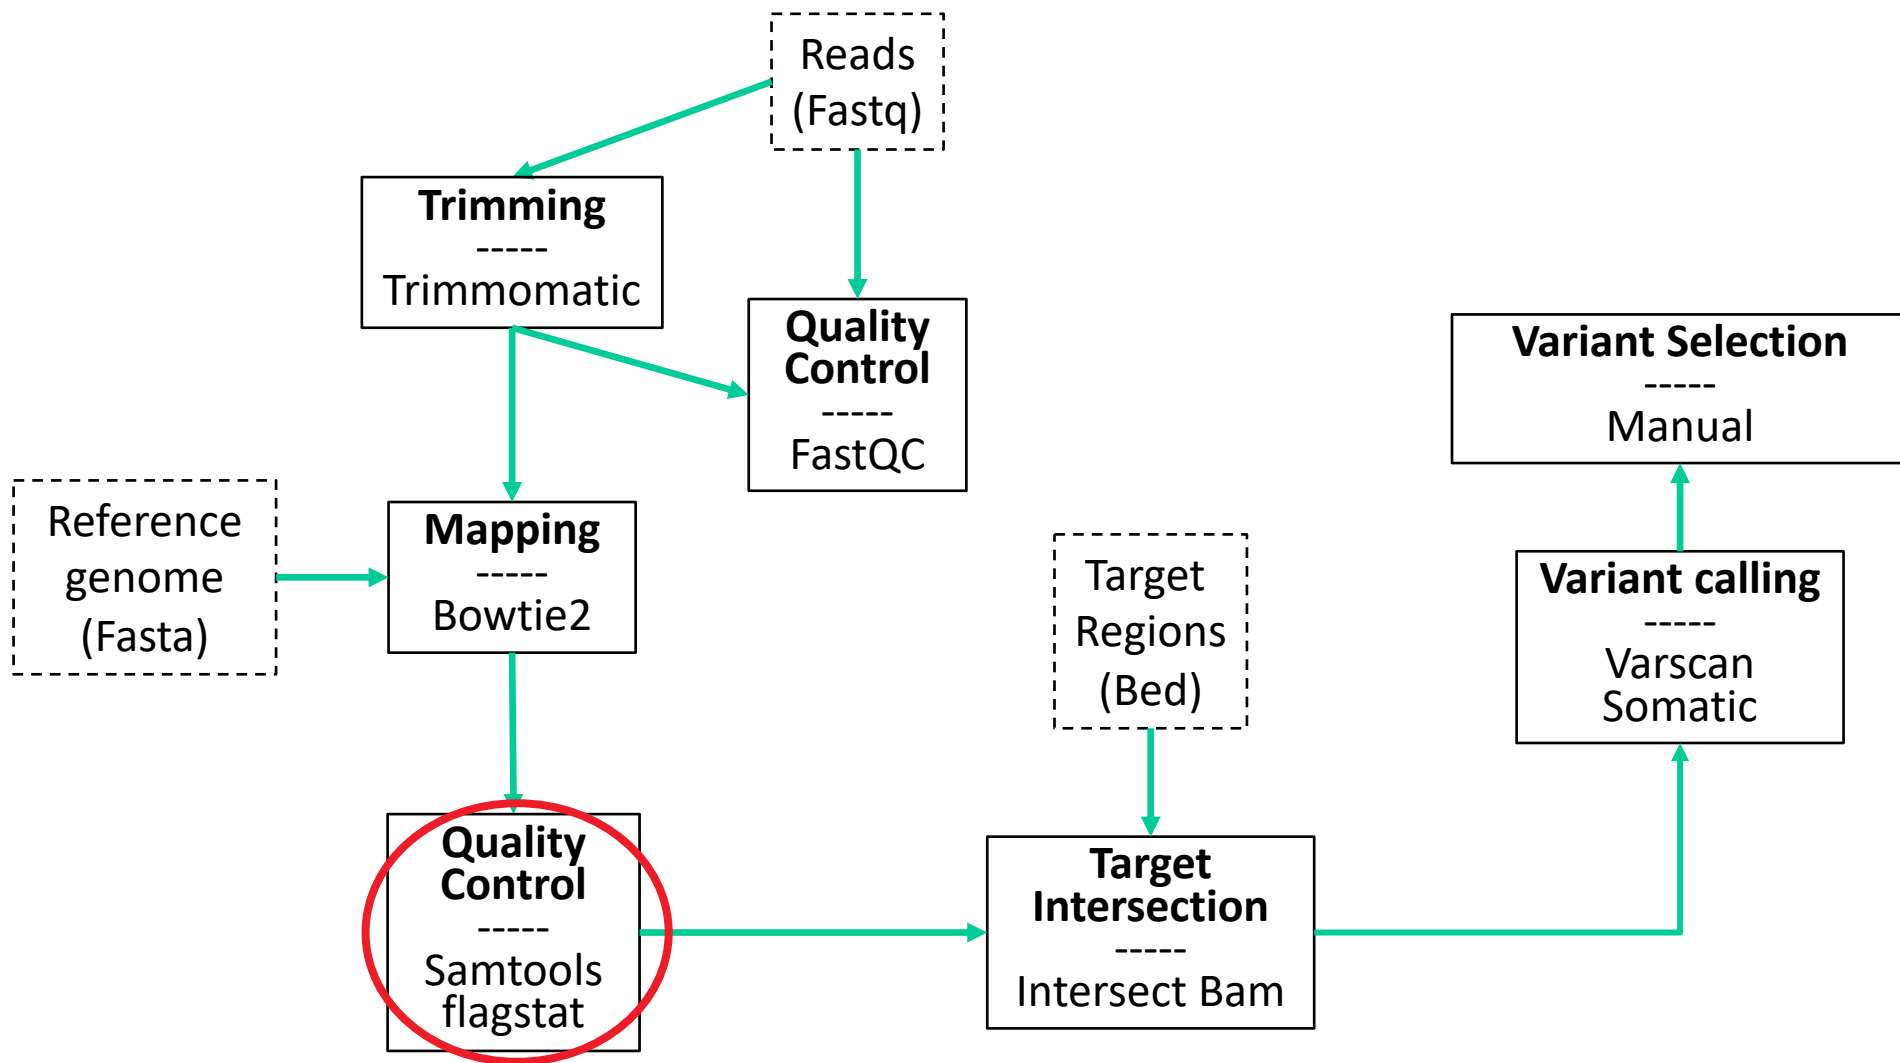 Reads
(Fastq)
Trimming
-----
Trimmomatic
Quality
Control
-----
FastQC
Variant Selection
-----
Manual
Reference
genome
(Fasta)
Mapping
-----
Bowtie2
Target
Regions
(Bed)
Variant calling
-----
Varscan
Somatic
Quality
Control
-----
Samtools
flagstat
Target
Intersection
-----
Intersect Bam